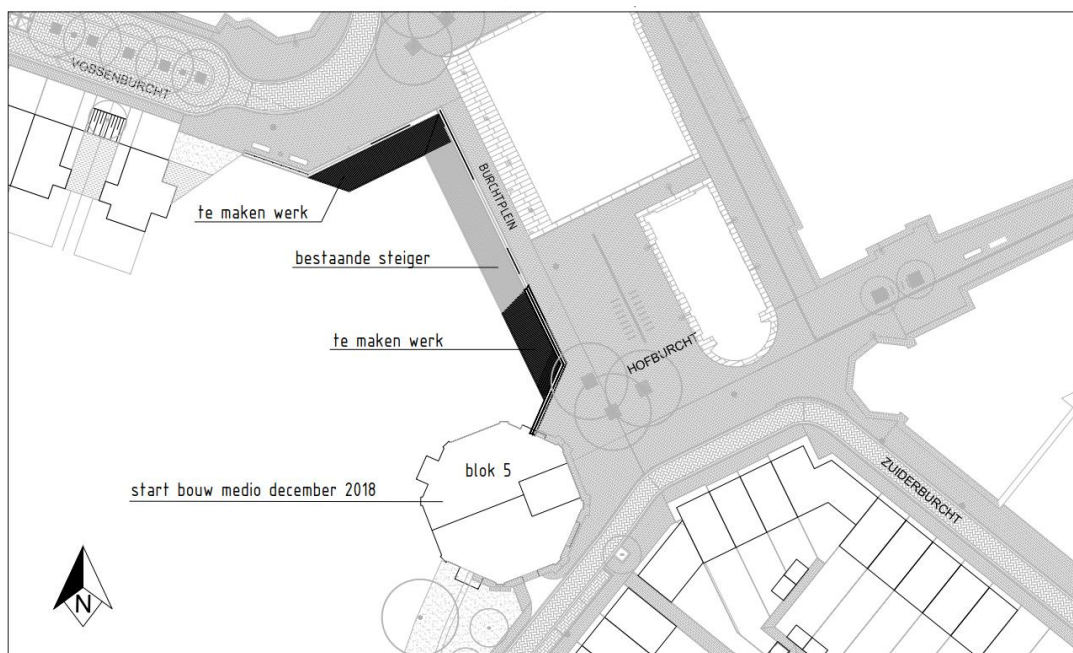 VOSSENBURCHT
te maken werk
BURCHTPLEIN
bestaande steiger
te maken werk
HOFBURCHT
blok 5
start bouw medio december 2018
ZUIDERBURCHT
N